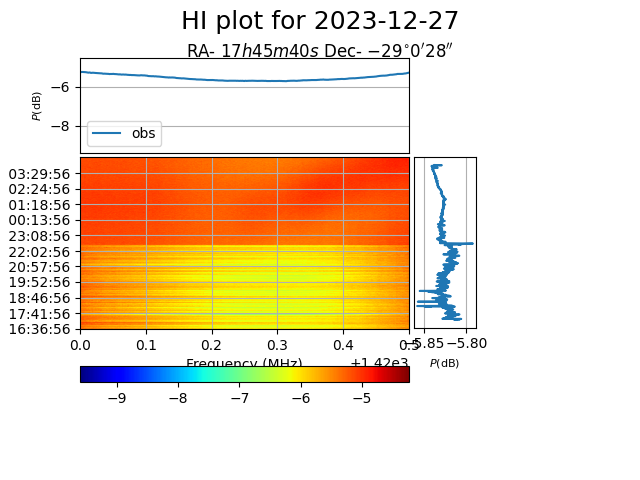 HI plot for 2023-12-27
RA- 17h45m40s Dec- −29°0′28″
P(dB)
−6
−8
obs
03:29:56
02:24:56
01:18:56
00:13:56
23:08:56
22:02:56
20:57:56
19:52:56
18:46:56
17:41:56
16:36:56
0.0 0.1 0.2 0.3 0.4 0.5
Frequency (MHz)
+1.42e3
−5.85 −5.80
P(dB)
−9 −8 −7 −6 −5